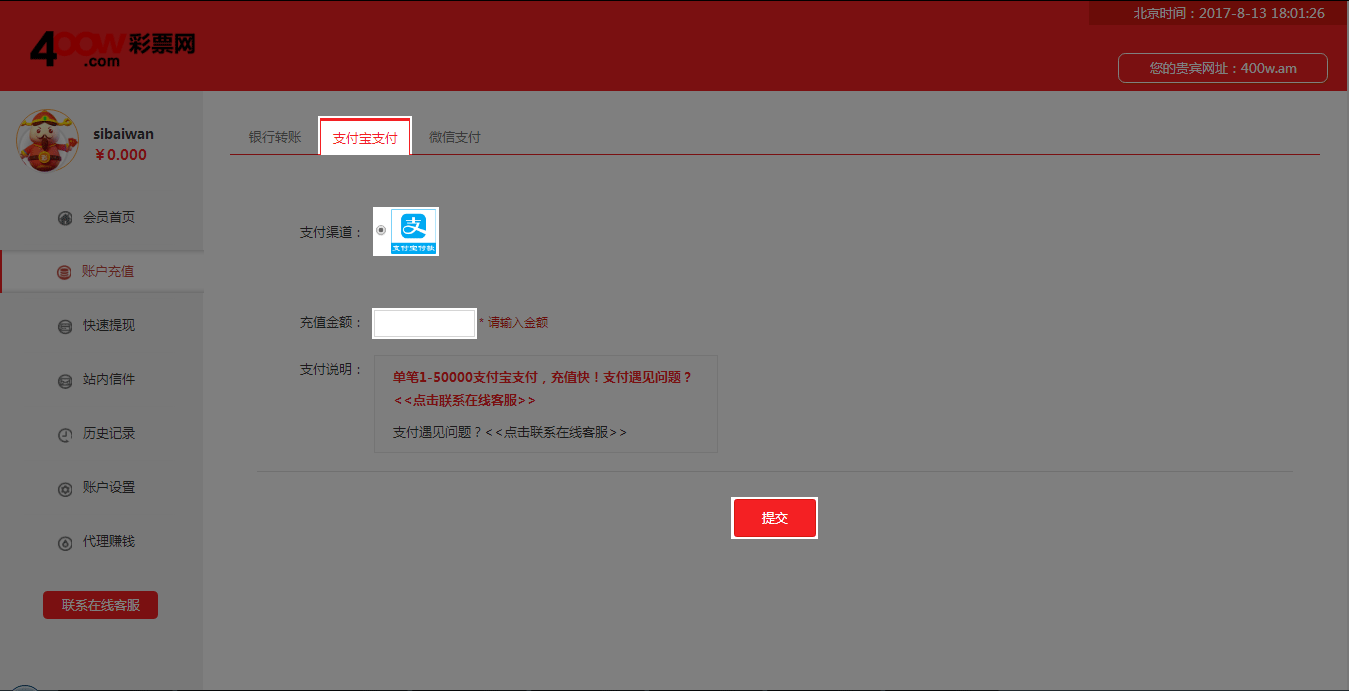 北京时间：2017-8-13 18:01:26
400w彩票网
.com
您的贵宾网址：400w.am
sibaiwan
￥0.000
会员首页
账户充值
快速提现
站内信件
历史记录
账户设置
代理赚钱
联系在线客服
银行转账 支付宝支付 微信支付
支付渠道：
支
支付宝付款
充值金额： * 请输入金额
支付说明：
单笔1-50000支付宝支付，充值快！支付遇见问题？
<<点击联系在线客服>>
支付遇见问题？<<点击联系在线客服>>
提交